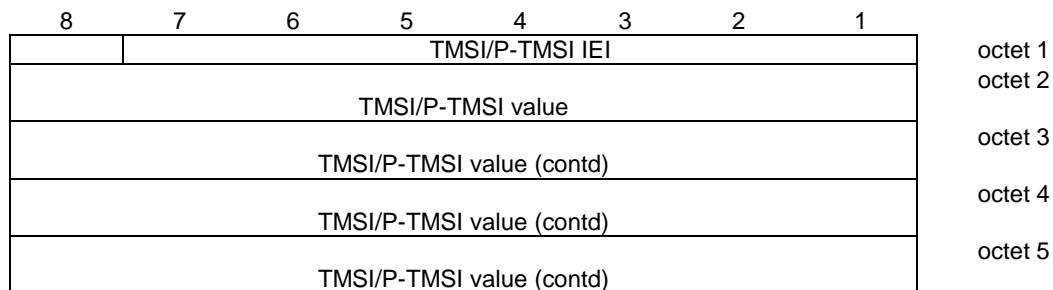 8 7 6 5 4 3 2 1
TMSI/P-TMSI IEI octet 1
octet 2
TMSI/P-TMSI value
octet 3
TMSI/P-TMSI value (contd)
octet 4
TMSI/P-TMSI value (contd)
octet 5
TMSI/P-TMSI value (contd)